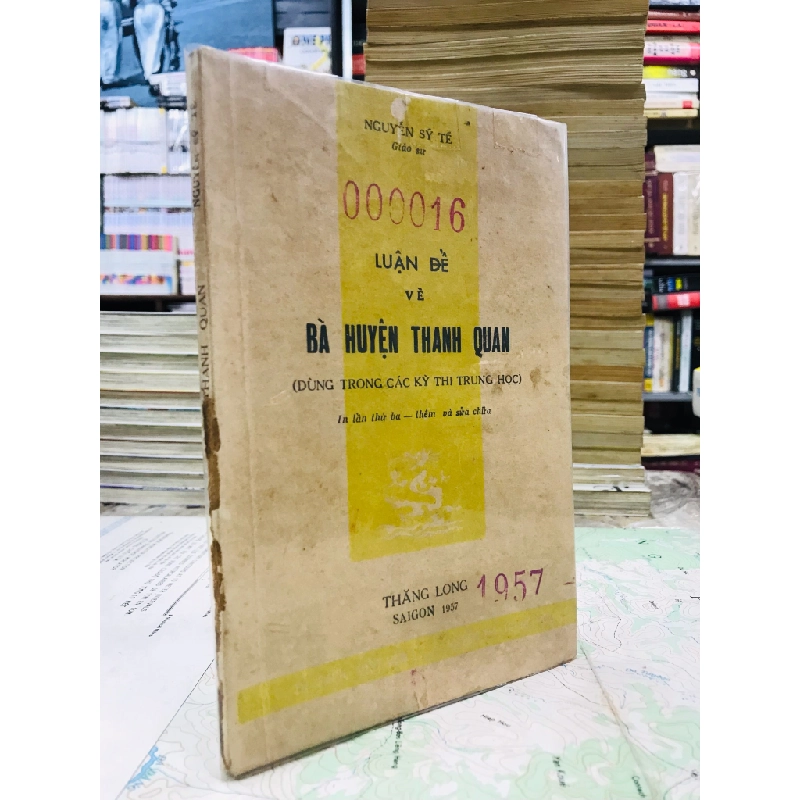 NGUYỄN SỸ TẾ
Giáo sư
000016
LUẬN ĐỀ
VỀ
BÀ HUYỆN THANH QUAN
(DÙNG TRONG CÁC KỲ THI TRUNG HỌC)
In lần thứ ba — thêm và sửa chữa
THĂNG LONG
SAIGON 1957
1957
THANH QUAN